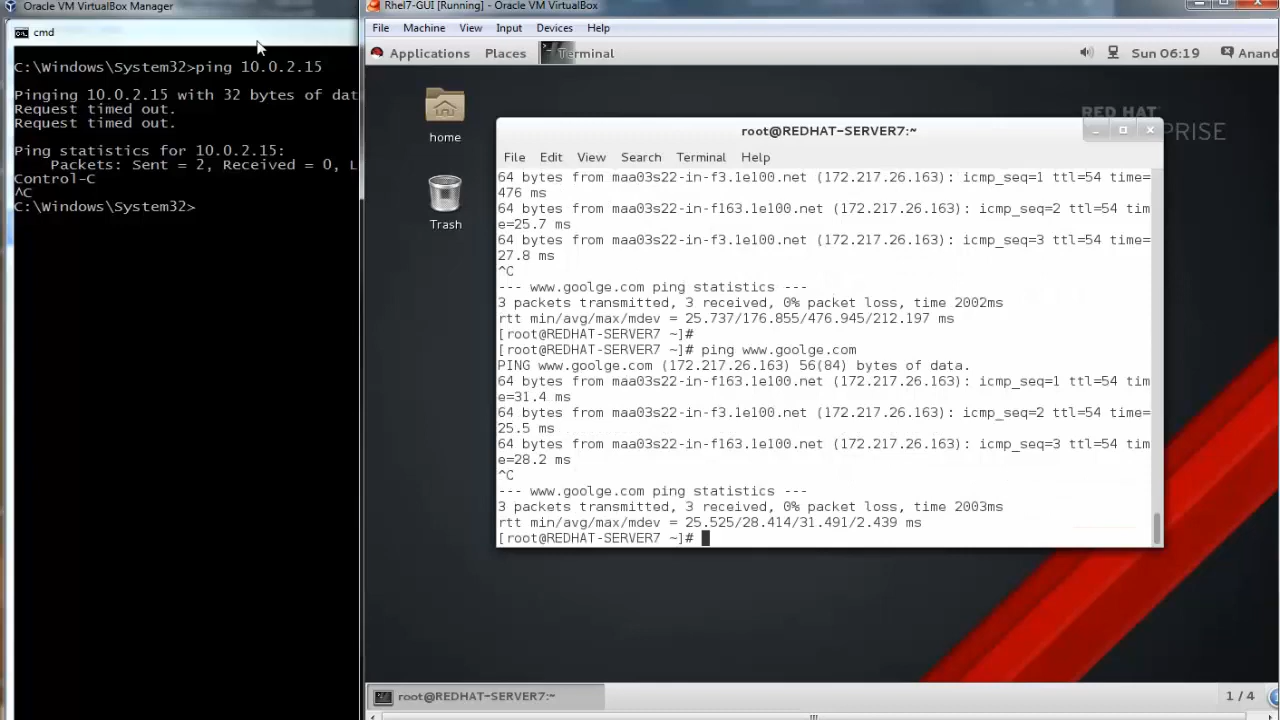 Oracle VM VirtualBox Manager
cmd
C:\Windows\System32>ping 10.0.2.15
Pinging 10.0.2.15 with 32 bytes of dat
Request timed out.
Request timed out.
Ping statistics for 10.0.2.15:
Packets: Sent = 2, Received = 0, L
Control-C
^C
C:\Windows\System32>
Rhel7-GUI [Running] - Oracle VM VirtualBox
File Machine View Input Devices Help
Applications Places Terminal Sun 06:19 Anand
home
Trash
RED HAT
PRISE
root@REDHAT-SERVER7:~
File Edit View Search Terminal Help
64 bytes from maa03s22-in-f3.1e100.net (172.217.26.163): icmp_seq=1 ttl=54 time=
476 ms
64 bytes from maa03s22-in-f163.1e100.net (172.217.26.163): icmp_seq=2 ttl=54 tim
e=25.7 ms
64 bytes from maa03s22-in-f3.1e100.net (172.217.26.163): icmp_seq=3 ttl=54 time=
27.8 ms
^C
--- www.goolge.com ping statistics ---
3 packets transmitted, 3 received, 0% packet loss, time 2002ms
rtt min/avg/max/mdev = 25.737/176.855/476.945/212.197 ms
[root@REDHAT-SERVER7 ~]#
[root@REDHAT-SERVER7 ~]# ping www.goolge.com
PING www.goolge.com (172.217.26.163) 56(84) bytes of data.
64 bytes from maa03s22-in-f163.1e100.net (172.217.26.163): icmp_seq=1 ttl=54 tim
e=31.4 ms
64 bytes from maa03s22-in-f163.1e100.net (172.217.26.163): icmp_seq=2 ttl=54 time=
25.5 ms
64 bytes from maa03s22-in-f163.1e100.net (172.217.26.163): icmp_seq=3 ttl=54 tim
e=28.2 ms
^C
--- www.goolge.com ping statistics ---
3 packets transmitted, 3 received, 0% packet loss, time 2003ms
rtt min/avg/max/mdev = 25.525/28.414/31.491/2.439 ms
[root@REDHAT-SERVER7 ~]#
root@REDHAT-SERVER7:~
1 / 4